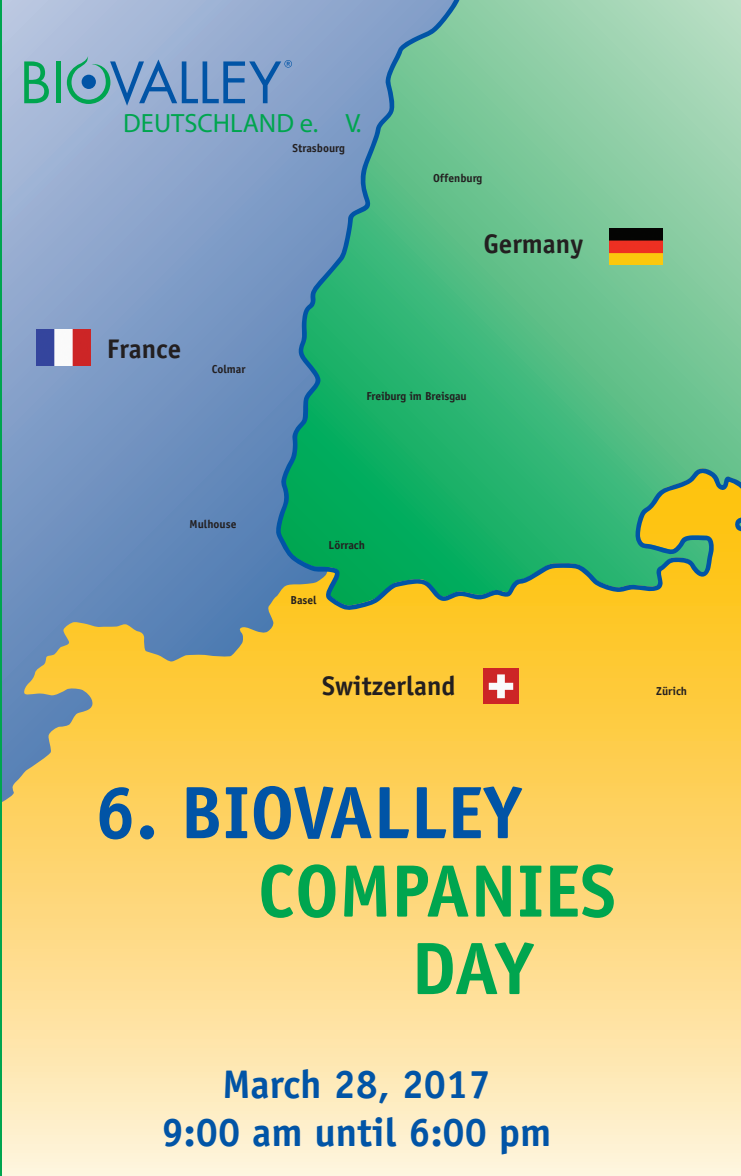 BIOVALLEY®
DEUTSCHLAND e. V.
Strasbourg
Offenburg
Germany
France
Colmar
Freiburg im Breisgau
Mulhouse
Lörrach
Basel
Switzerland
Zürich
6. BIOVALLEY
COMPANIES
DAY
March 28, 2017
9:00 am until 6:00 pm